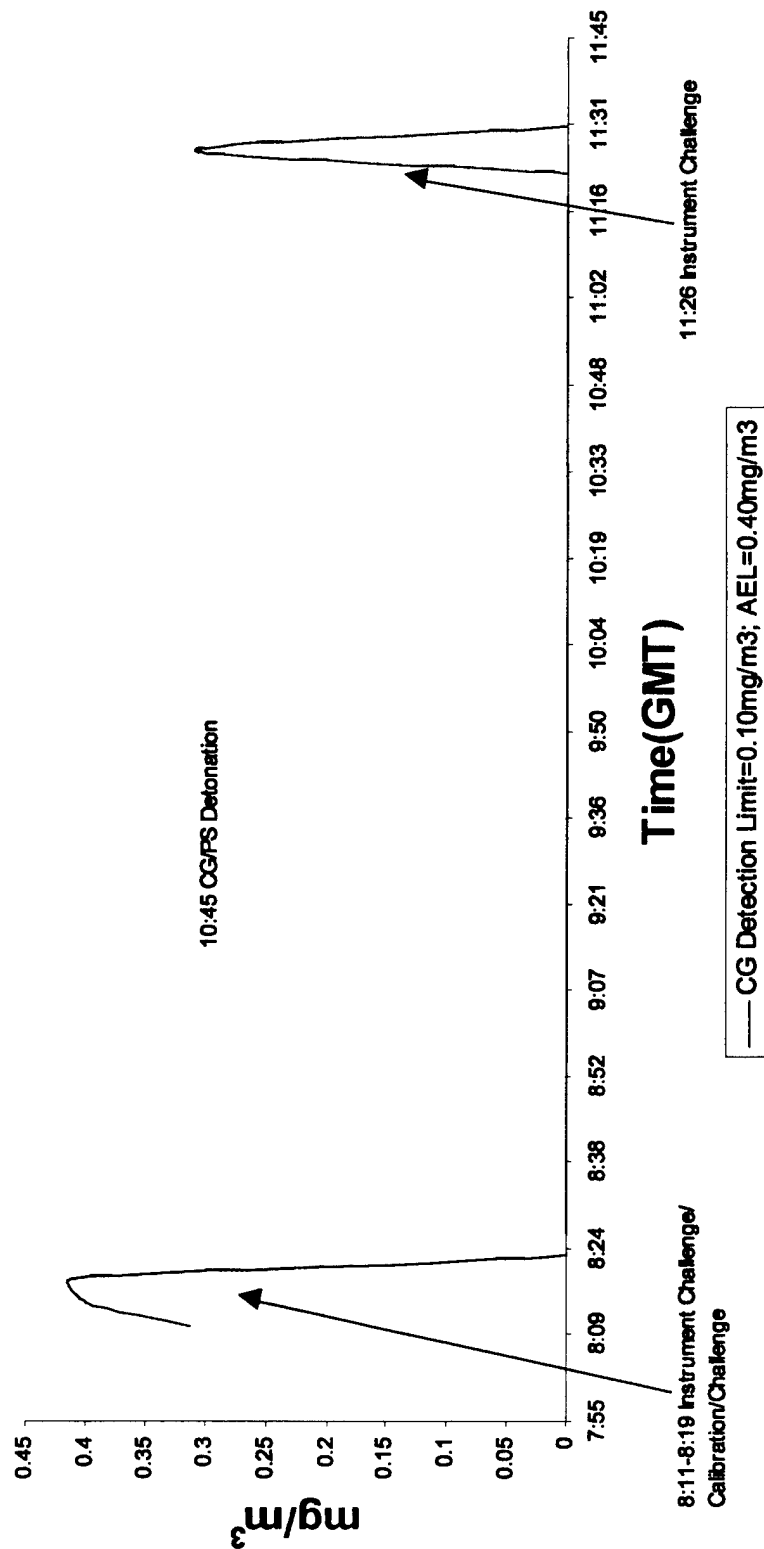 0.45
0.4
0.35
0.3
0.25
0.2
0.15
0.1
0.05
0
mg/m3
10:45 CG/PS Detonation
7:55 8:09 8:24 8:38 8:52 9:07 9:21 9:36 9:50 10:04 10:19 10:33 10:48 11:02 11:16 11:31 11:45
8:11-8:19 Instrument Challenge/
Calibration/Challenge
Time(GMT)
11:26 Instrument Challenge
CG Detection Limit=0.10mg/m3; AEL=0.40mg/m3